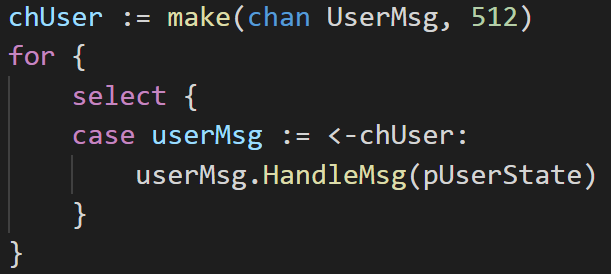 chUser := make(chan UserMsg, 512)
for {
    select {
    case userMsg := <-chUser:
        userMsg.HandleMsg(pUserState)
    }
}